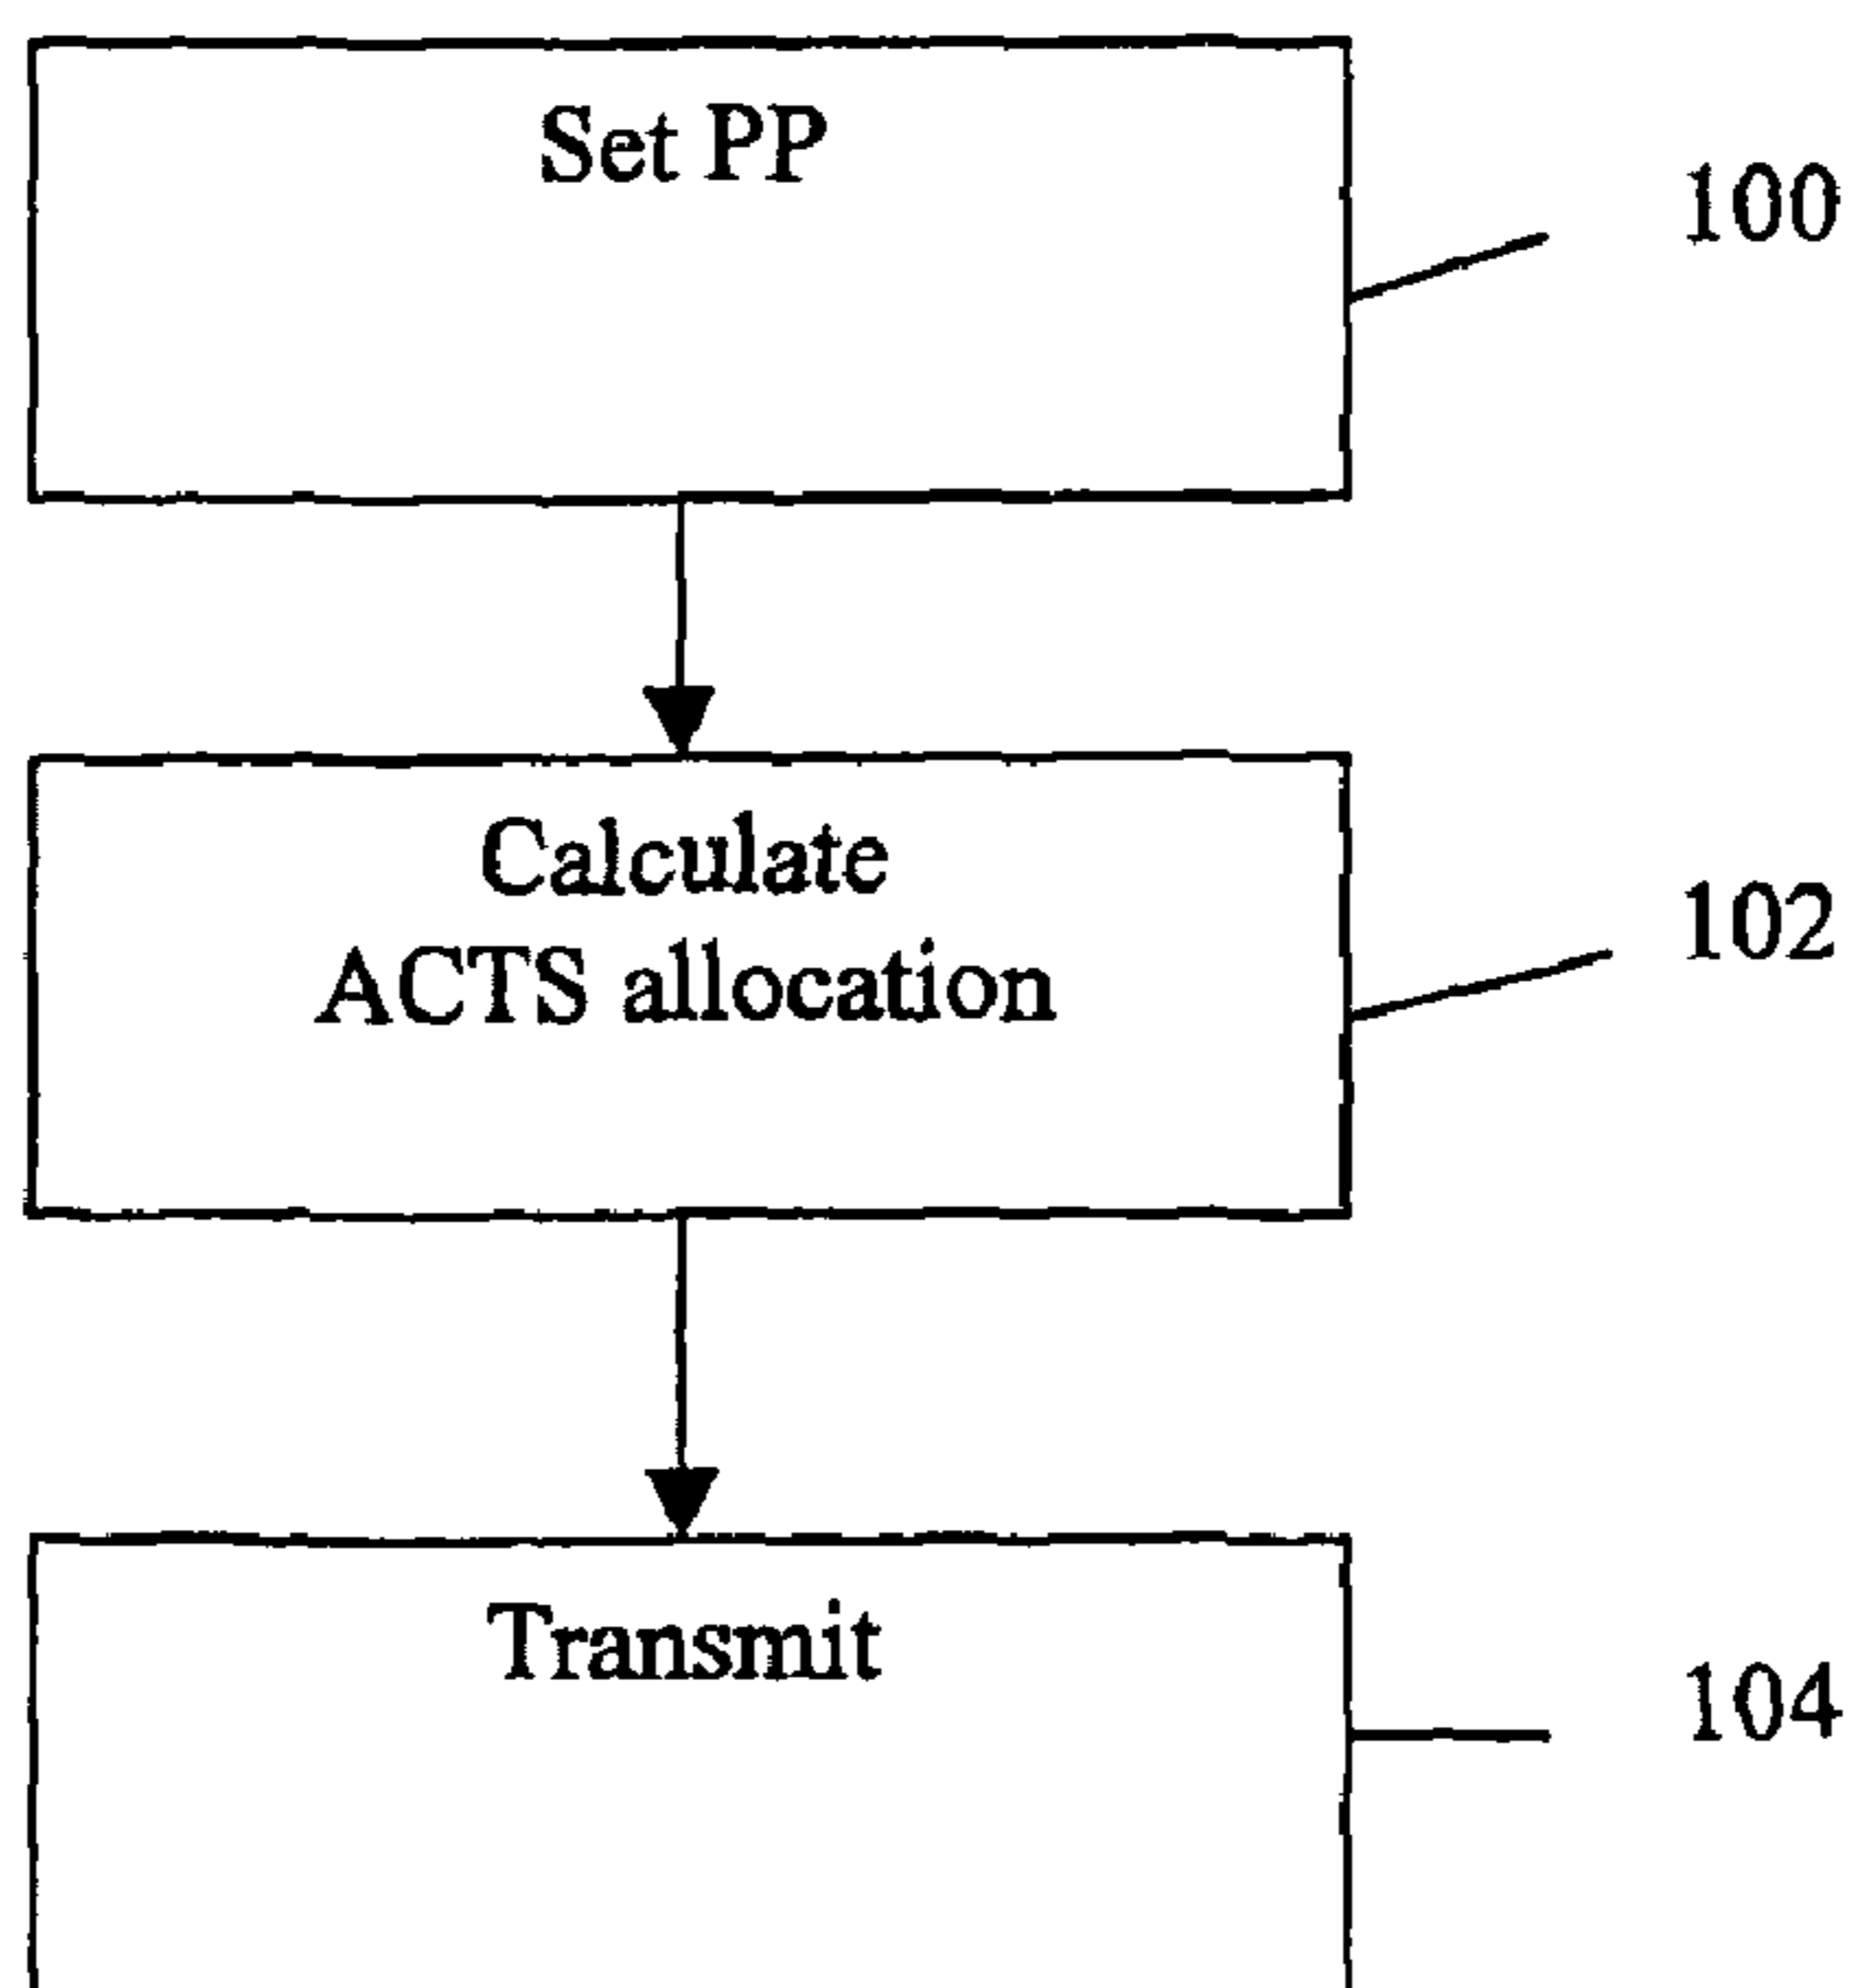 Set PP
100
Calculate
ACTS allocation
102
Transmit
104